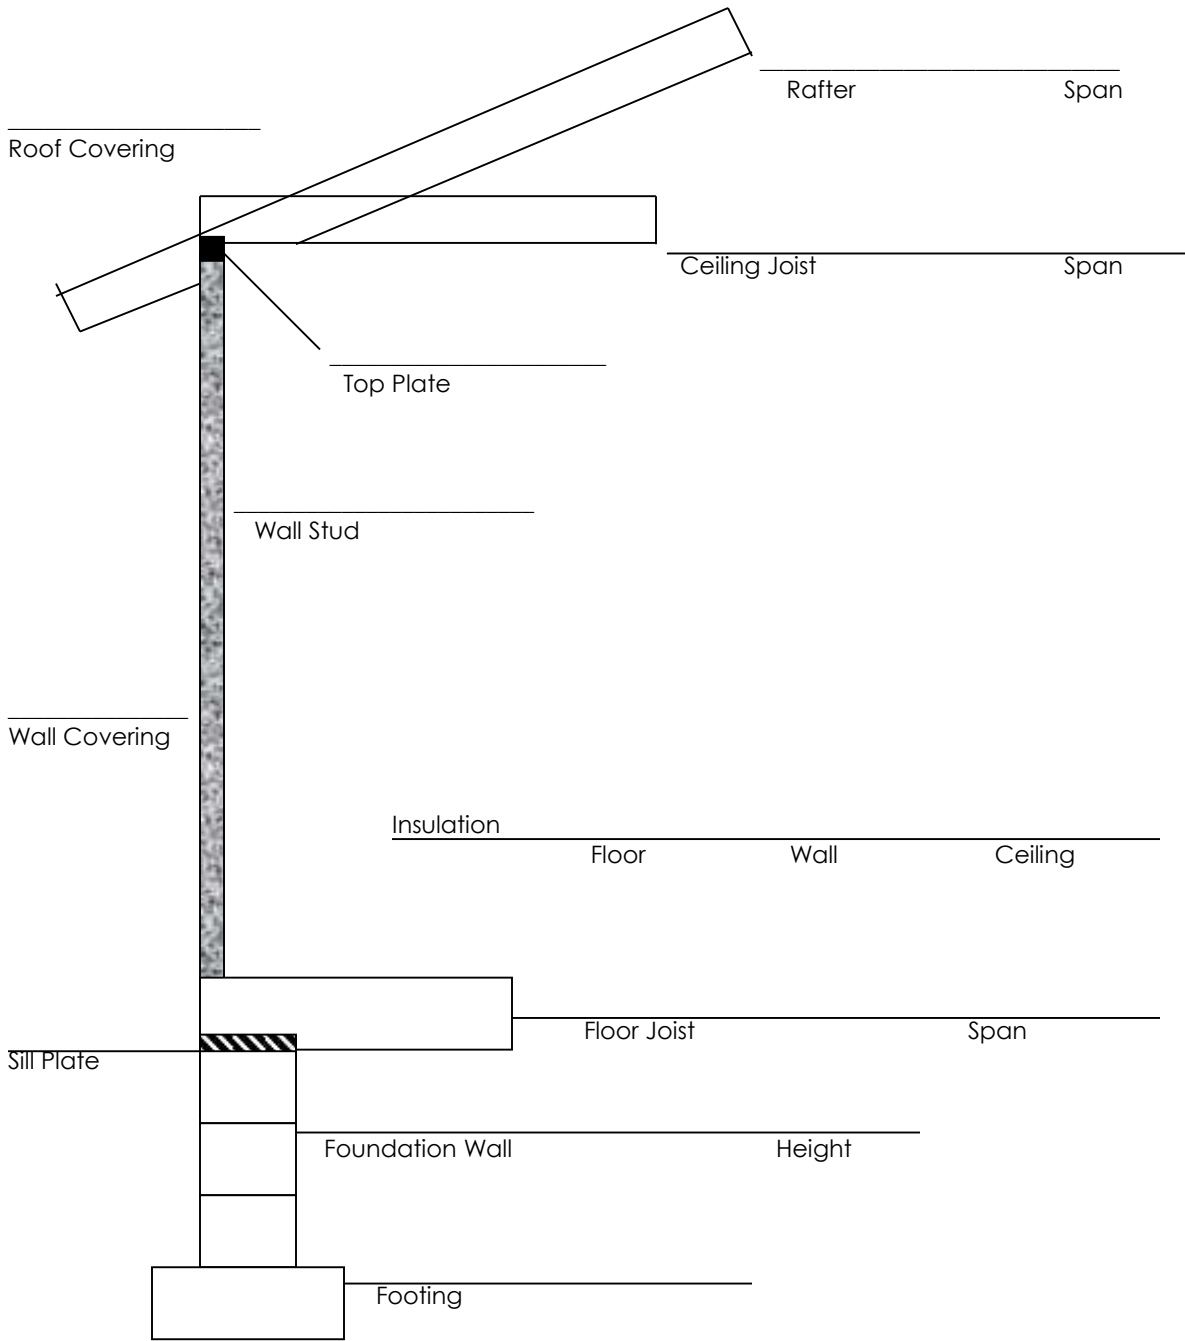 Rafter Span
Roof Covering
Ceiling Joist Span
Top Plate
Wall Stud
Wall Covering
Insulation
Floor Wall Ceiling
Floor Joist Span
Sill Plate
Foundation Wall Height
Footing